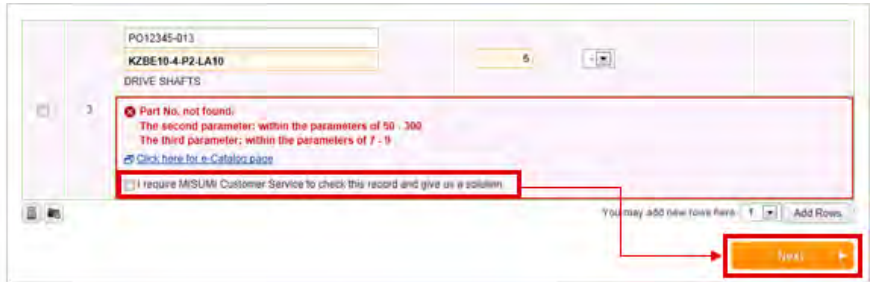 PO12345-013
KZBE10-4-P2-LA10 5 -
DRIVE SHAFTS
3
Part No. not found.
The second parameter; within the parameters of 50 - 300
The third parameter; within the parameters of 7 - 9
Click here for e-Catalog page
I require MISUMI Customer Service to check this record and give us a solution.
You may add new rows here. 1 Add Rows
Next